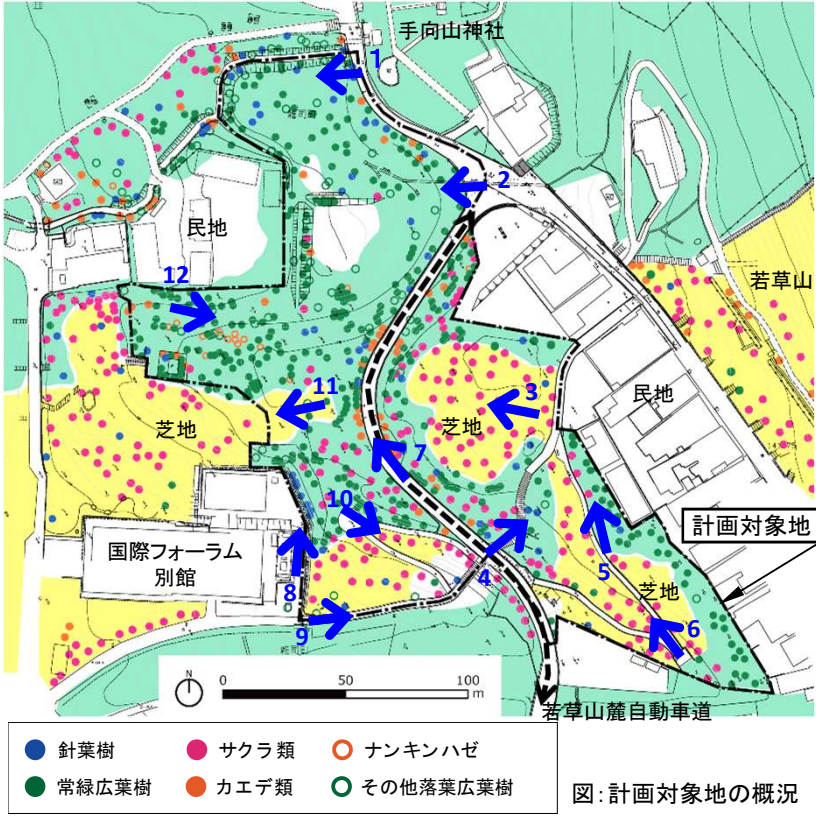 手向山神社
1
2
民地
12
若草山
11
3
民地
芝地
芝地
7
10
計画対象地
国際フォーラム
別館
4
5
8
芝地
9
6
N
0 50 100
m
若草山麓自動車道
針葉樹 サクラ類 ナンキンハゼ
常緑広葉樹 カエデ類 その他落葉広葉樹
図:計画対象地の概況